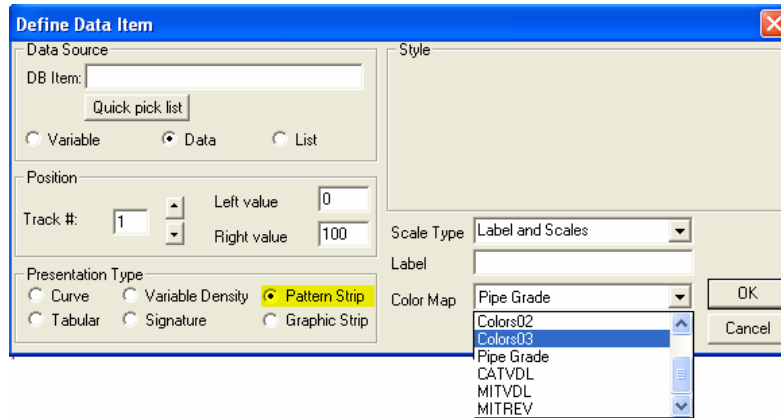 Define Data Item
Data Source
DB Item:
Quick pick list
Variable Data List
Position
Track #: 1
Left value 0
Right value 100
Presentation Type
Curve Variable Density Pattern Strip
Tabular Signature Graphic Strip
Style
Scale Type Label and Scales
Label
Color Map Pipe Grade
Colors02
Colors03
Pipe Grade
CATVDL
MITVDL
MITREV
OK
Cancel